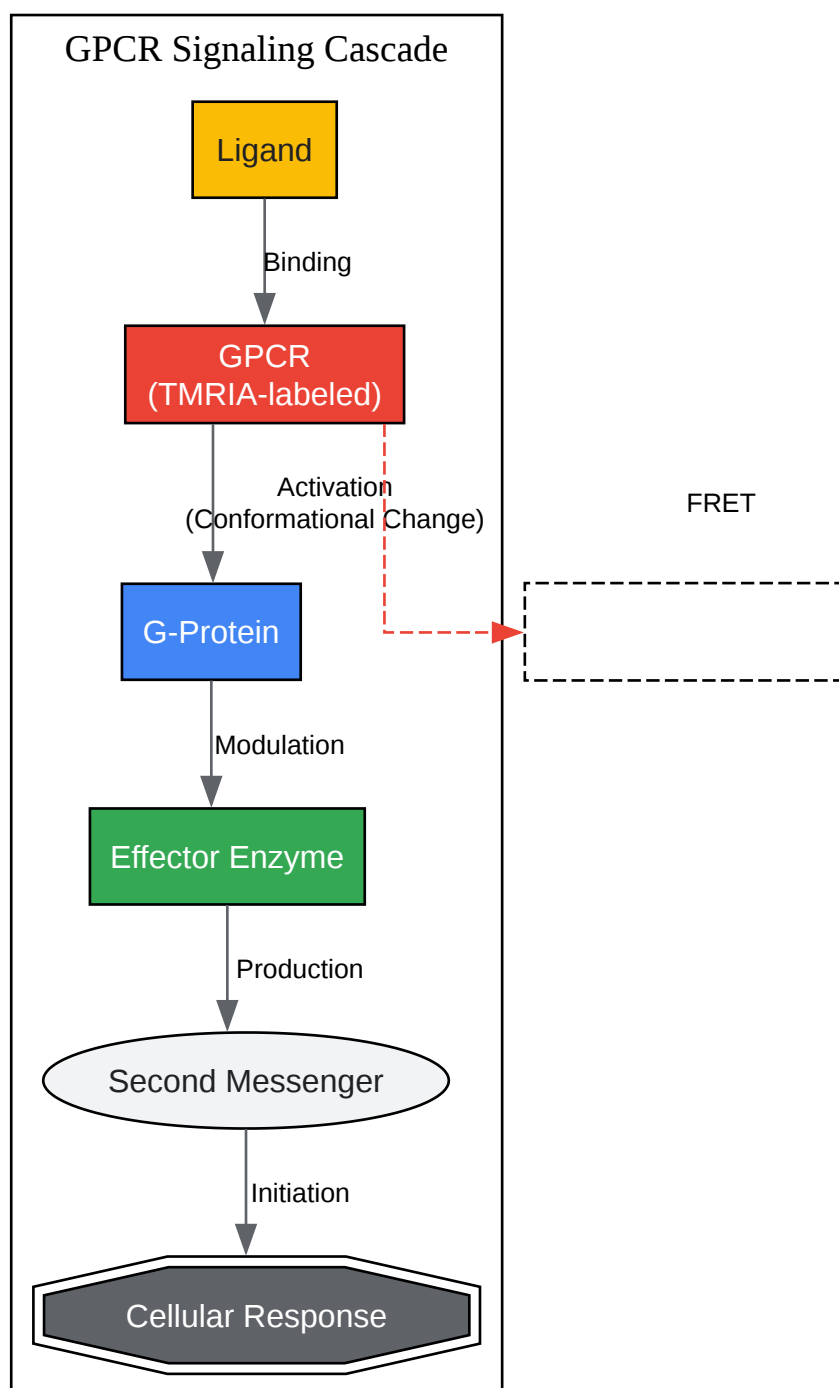 GPCR Signaling Cascade
Ligand
Binding
GPCR
(TMRIA-labeled)
Activation
(Conformational Change)
FRET
G-Protein
Modulation
Effector Enzyme
Production
Second Messenger
Initiation
Cellular Response